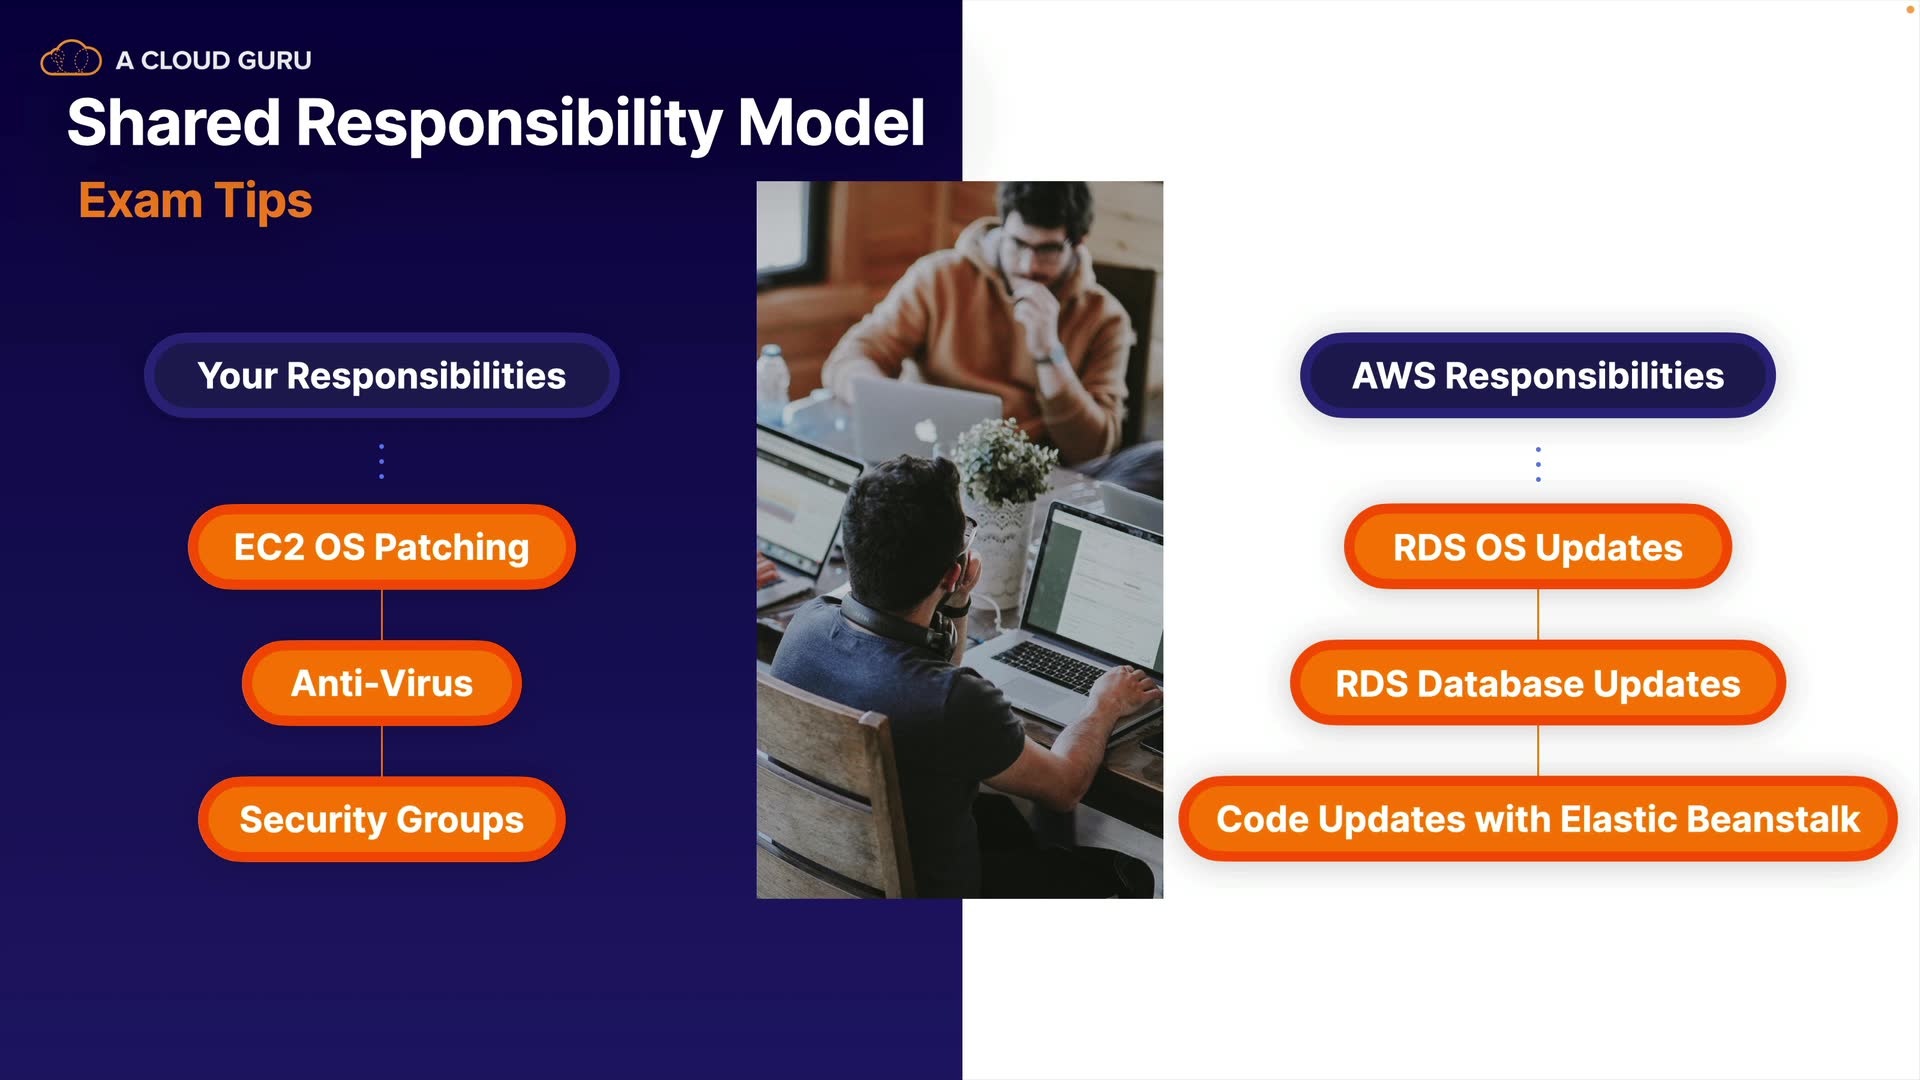 A CLOUD GURU
Shared Responsibility Model
Exam Tips
Your Responsibilities
EC2 OS Patching
Anti-Virus
Security Groups
AWS Responsibilities
RDS OS Updates
RDS Database Updates
Code Updates with Elastic Beanstalk